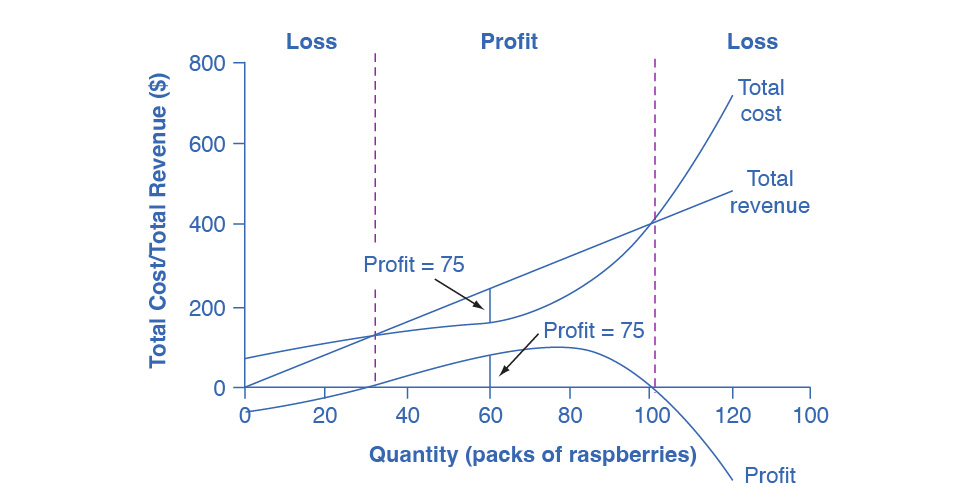 Loss
Profit
Loss
Total Cost/Total Revenue ($)
800
600
400
200
0
Total
cost
Total
revenue
Profit = 75
Profit = 75
0
20
40
60
80
100
120
100
Quantity (packs of raspberries)
Profit